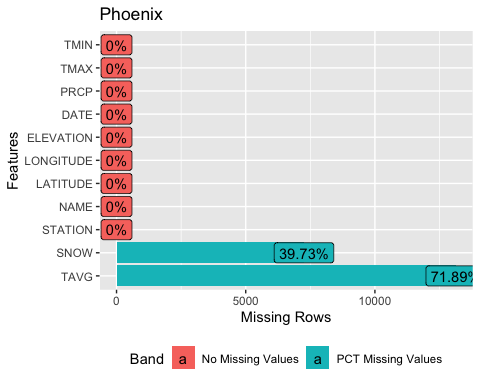 Phoenix
Features
TMIN 0%
TMAX 0%
PRCP 0%
DATE 0%
ELEVATION 0%
LONGITUDE 0%
LATITUDE 0%
NAME 0%
STATION 0%
SNOW 39.73%
TAVG 71.89%
0 5000 10000
Missing Rows
Band a No Missing Values a PCT Missing Values